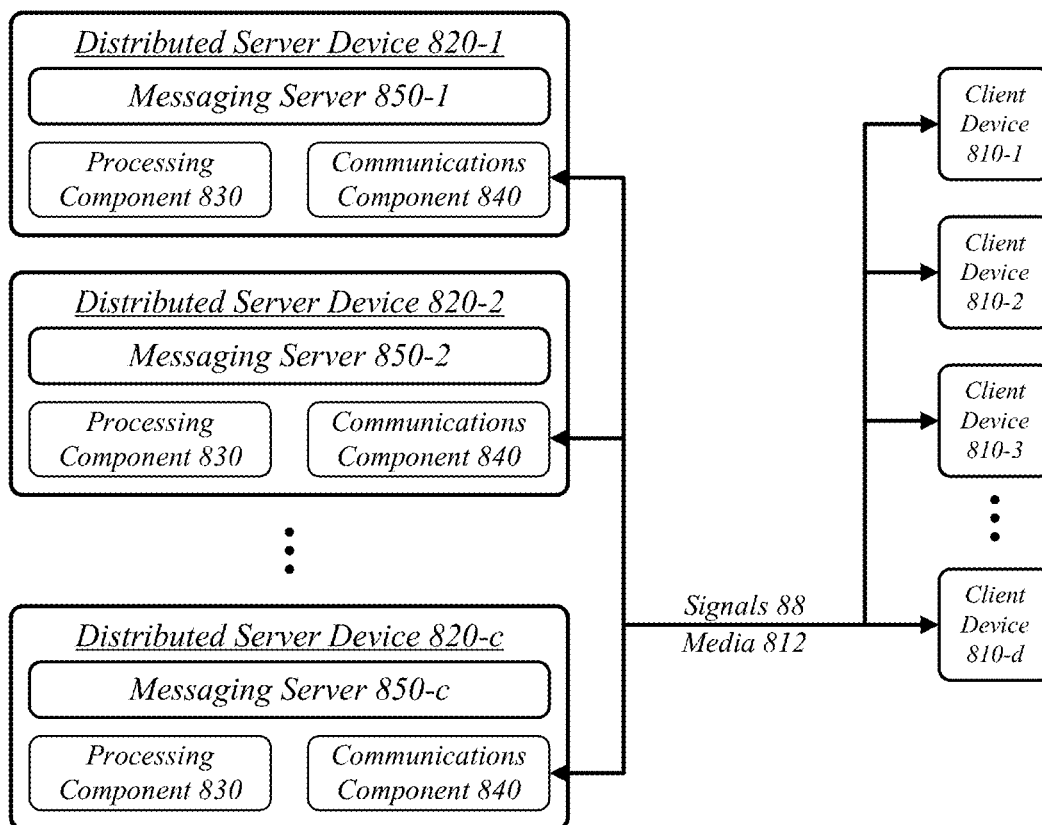 Distributed Server Device 820-1
Messaging Server 850-1
Processing
Component 830
Communications
Component 840
Distributed Server Device 820-2
Messaging Server 850-2
Processing
Component 830
Communications
Component 840
Distributed Server Device 820-c
Messaging Server 850-c
Processing
Component 830
Communications
Component 840
Signals 88
Media 812
Client
Device
810-1
Client
Device
810-2
Client
Device
810-3
Client
Device
810-d